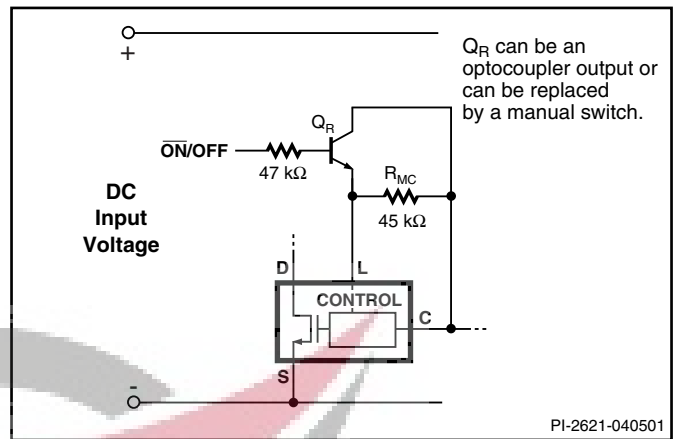 +
Q_R can be an
optocoupler output or
can be replaced
by a manual switch.
Q_R
ON/OFF
47 kΩ
R_MC
45 kΩ
DC
Input
Voltage
D
L
CONTROL
C
S
-
PI-2621-040501